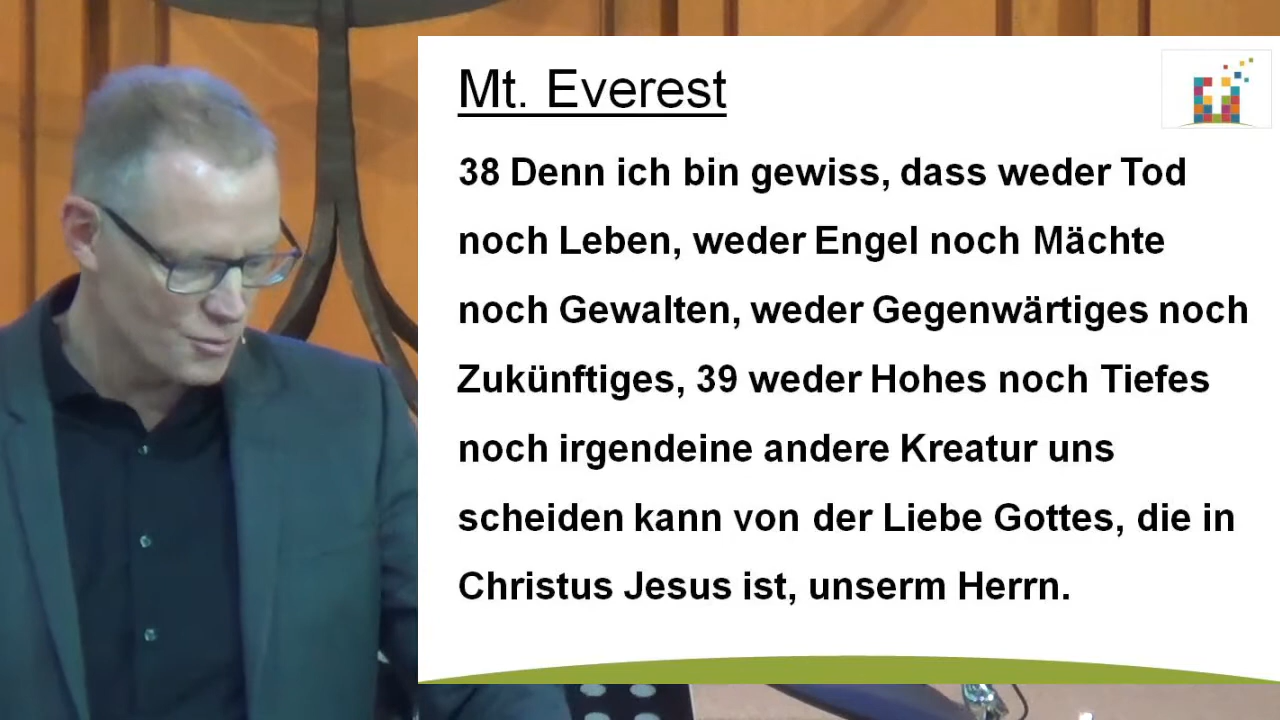 Mt. Everest
38 Denn ich bin gewiss, dass weder Tod
noch Leben, weder Engel noch Mächte
noch Gewalten, weder Gegenwärtiges noch
Zukünftiges, 39 weder Hohes noch Tiefes
noch irgendeine andere Kreatur uns
scheiden kann von der Liebe Gottes, die in
Christus Jesus ist, unserm Herrn.